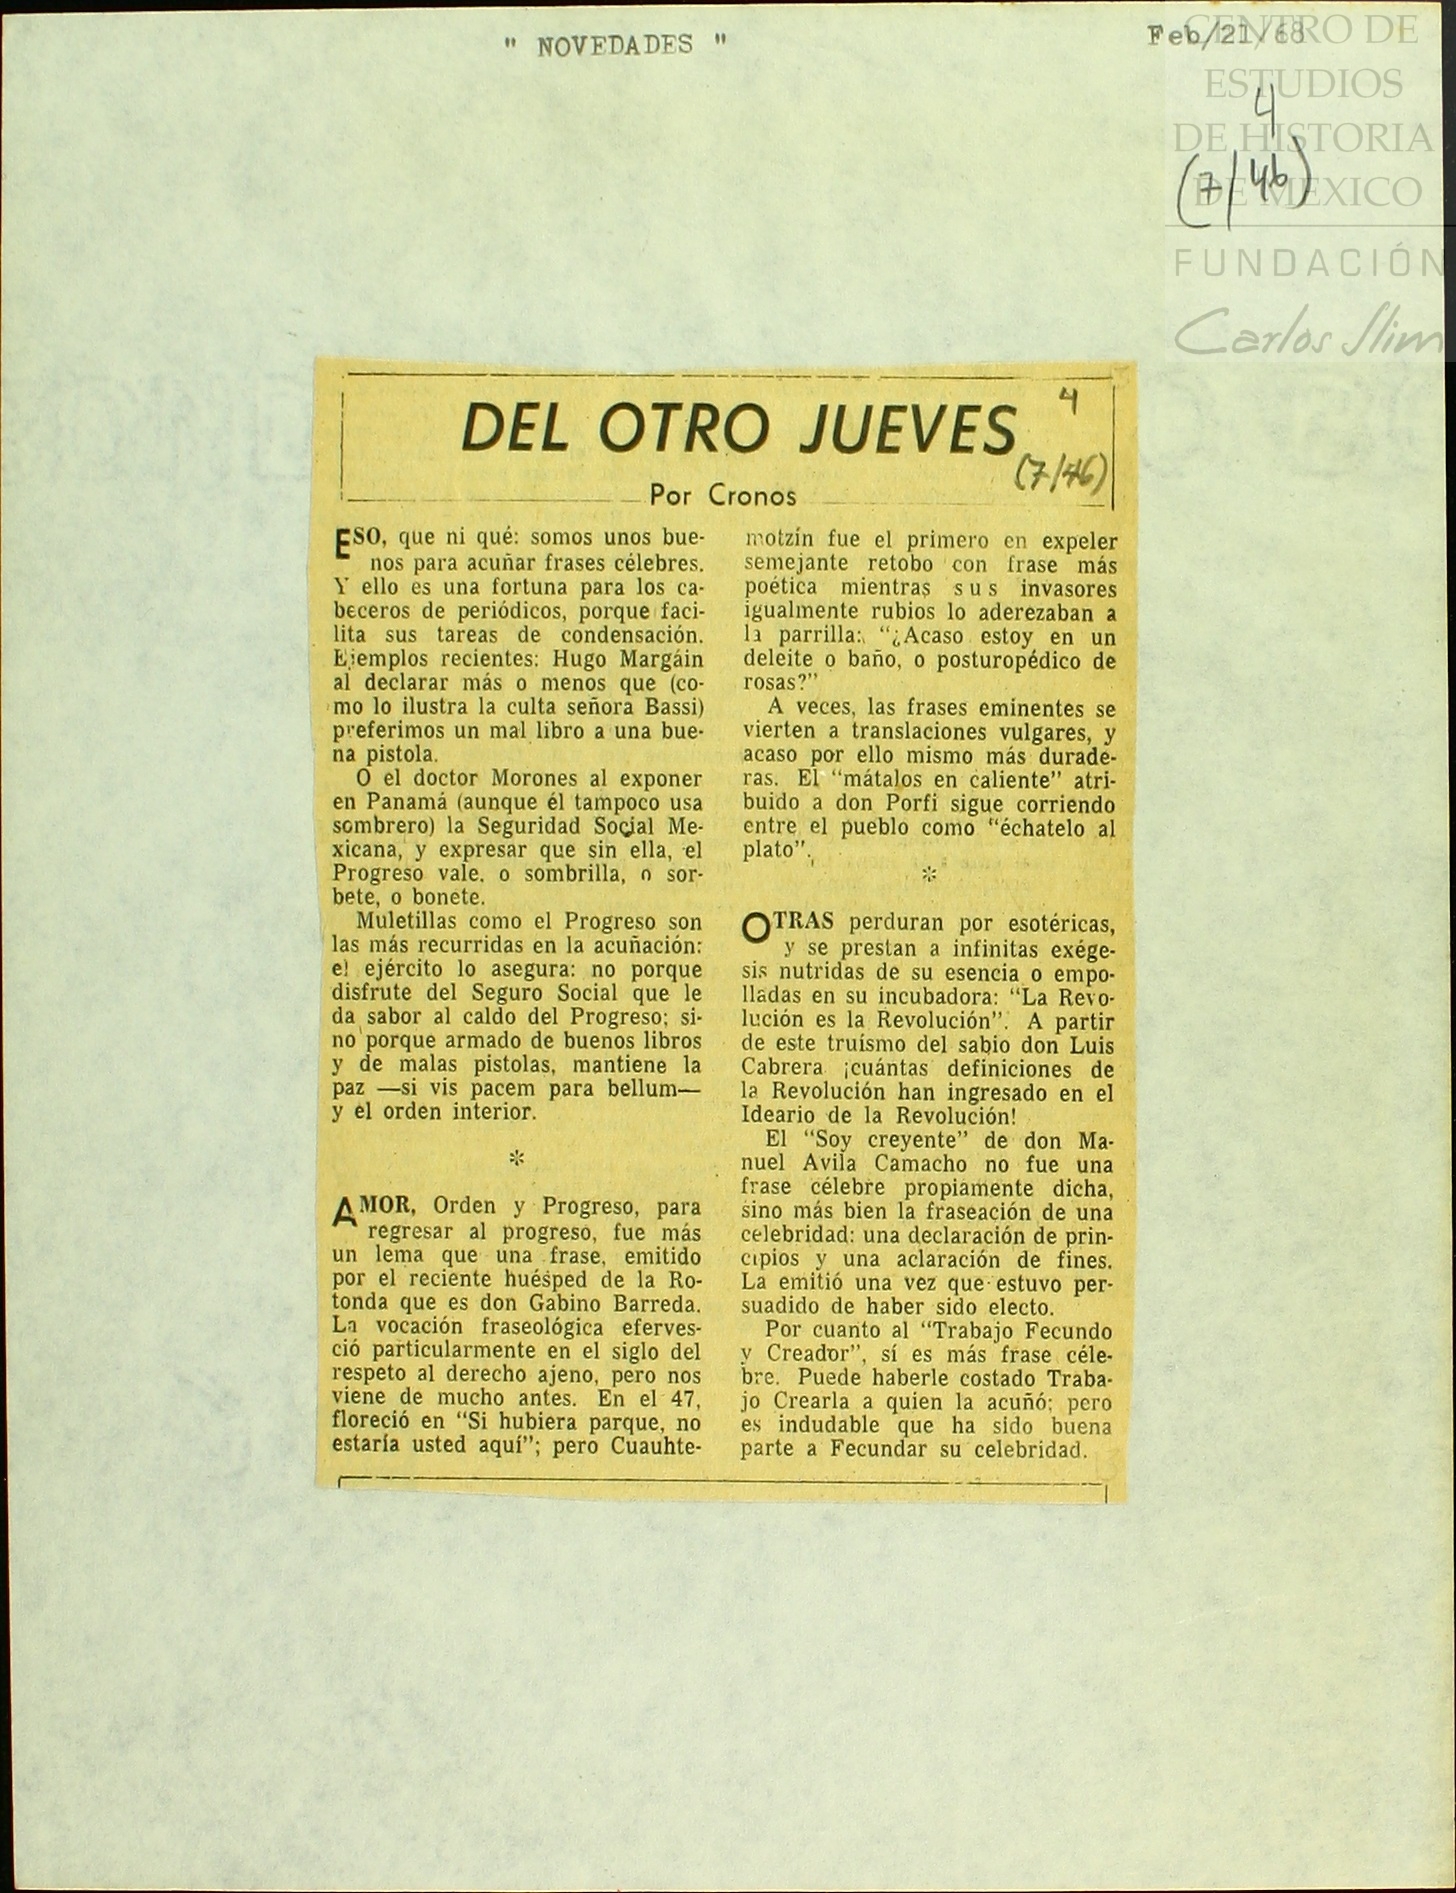 " NOVEDADES "
Feb/21/68
CENTRO DE
ESTUDIOS
DE HISTORIA
DE MEXICO
FUNDACIÓN
Carlos Slim
4
(7/46)
DEL OTRO JUEVES
4
(7/46)
Por Cronos
ESO, que ni qué: somos unos bue-
nos para acuñar frases célebres.
Y ello es una fortuna para los ca-
beceros de periódicos, porque faci-
lita sus tareas de condensación.
Ejemplos recientes: Hugo Margáin
al declarar más o menos que (co-
mo lo ilustra la culta señora Bassi)
preferimos un mal libro a una bue-
na pistola.
O el doctor Morones al exponer
en Panamá (aunque él tampoco usa
sombrero) la Seguridad Social Me-
xicana, y expresar que sin ella, el
Progreso vale, o sombrilla, o sor-
bete, o bonete.
Muletillas como el Progreso son
las más recurridas en la acuñación:
el ejército lo asegura: no porque
disfrute del Seguro Social que le
da sabor al caldo del Progreso; si-
no porque armado de buenos libros
y de malas pistolas, mantiene la
paz —si vis pacem para bellum—
y el orden interior.
*
AMOR, Orden y Progreso, para
regresar al progreso, fue más
un lema que una frase, emitido
por el reciente huésped de la Ro-
tonda que es don Gabino Barreda.
La vocación fraseológica eferves-
ció particularmente en el siglo del
respeto al derecho ajeno, pero nos
viene de mucho antes. En el 47,
floreció en “Si hubiera parque, no
estaría usted aquí”; pero Cuauhte-
motzín fue el primero en expeler
semejante retobo con frase más
poética mientras sus invasores
igualmente rubios lo aderezaban a
la parrilla: “¿Acaso estoy en un
deleite o baño, o posturopédico de
rosas?”
A veces, las frases eminentes se
vierten a translaciones vulgares, y
acaso por ello mismo más durade-
ras. El “mátalos en caliente” atri-
buido a don Porfi sigue corriendo
entre el pueblo como “échatelo al
plato”.
*
OTRAS perduran por esotéricas,
y se prestan a infinitas exége-
sis nutridas de su esencia o empo-
lladas en su incubadora: “La Revo-
lución es la Revolución”. A partir
de este truísmo del sabio don Luis
Cabrera ¡cuántas definiciones de
la Revolución han ingresado en el
Ideario de la Revolución!
El “Soy creyente” de don Ma-
nuel Avila Camacho no fue una
frase célebre propiamente dicha,
sino más bien la fraseación de una
celebridad: una declaración de prin-
cipios y una aclaración de fines.
La emitió una vez que estuvo per-
suadido de haber sido electo.
Por cuanto al “Trabajo Fecundo
y Creador”, sí es más frase céle-
bre. Puede haberle costado Traba-
jo Crearla a quien la acuñó; pero
es indudable que ha sido buena
parte a Fecundar su celebridad.